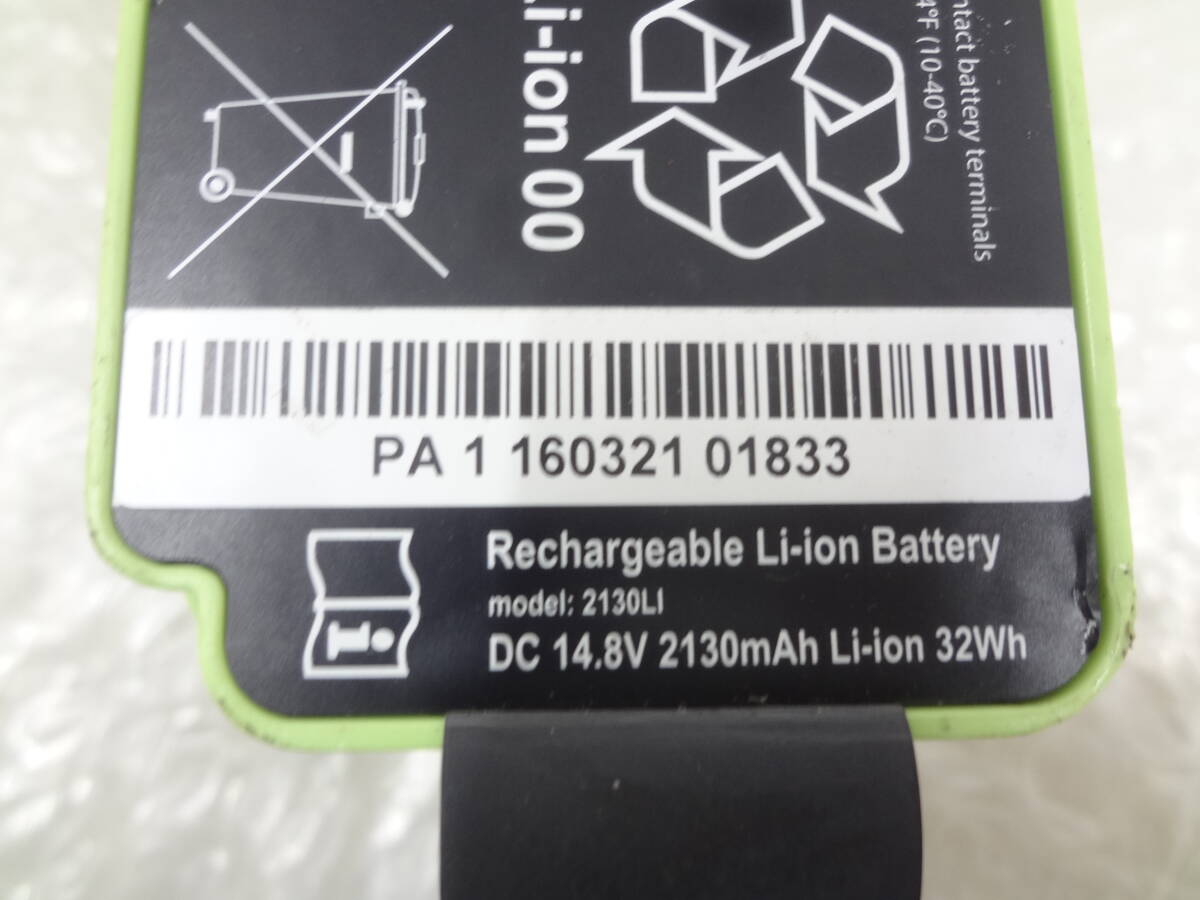 Li-ion 00
ntact battery terminals
4°F (10-40°C)
PA 1 160321 01833
Rechargeable Li-ion Battery
model: 2130LI
DC 14.8V 2130mAh Li-ion 32Wh